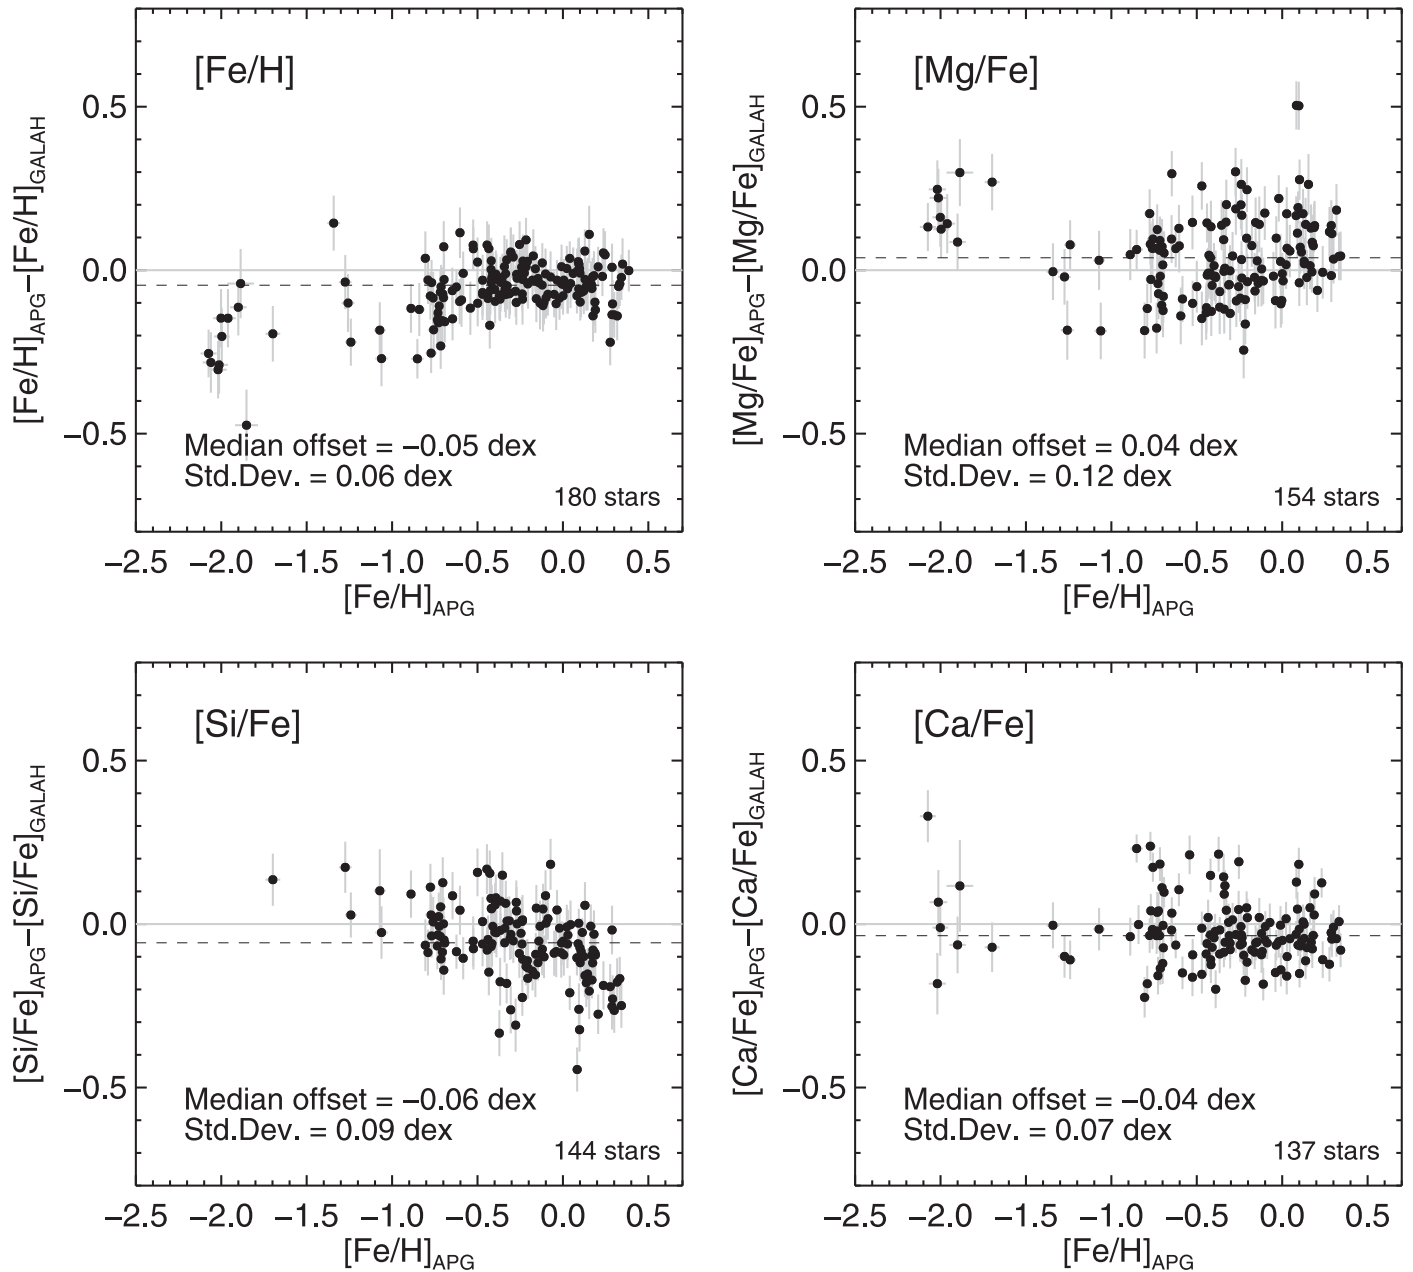 [Fe/H]
0.5
0.0
−0.5
[Fe/H]APG−[Fe/H]GALAH
Median offset = −0.05 dex
Std.Dev. = 0.06 dex
180 stars
−2.5 −2.0 −1.5 −1.0 −0.5 0.0 0.5
[Fe/H]APG
[Mg/Fe]
0.5
0.0
−0.5
[Mg/Fe]APG−[Mg/Fe]GALAH
Median offset = 0.04 dex
Std.Dev. = 0.12 dex
154 stars
−2.5 −2.0 −1.5 −1.0 −0.5 0.0 0.5
[Fe/H]APG
[Si/Fe]
0.5
0.0
−0.5
[Si/Fe]APG−[Si/Fe]GALAH
Median offset = −0.06 dex
Std.Dev. = 0.09 dex
144 stars
−2.5 −2.0 −1.5 −1.0 −0.5 0.0 0.5
[Fe/H]APG
[Ca/Fe]
0.5
0.0
−0.5
[Ca/Fe]APG−[Ca/Fe]GALAH
Median offset = −0.04 dex
Std.Dev. = 0.07 dex
137 stars
−2.5 −2.0 −1.5 −1.0 −0.5 0.0 0.5
[Fe/H]APG